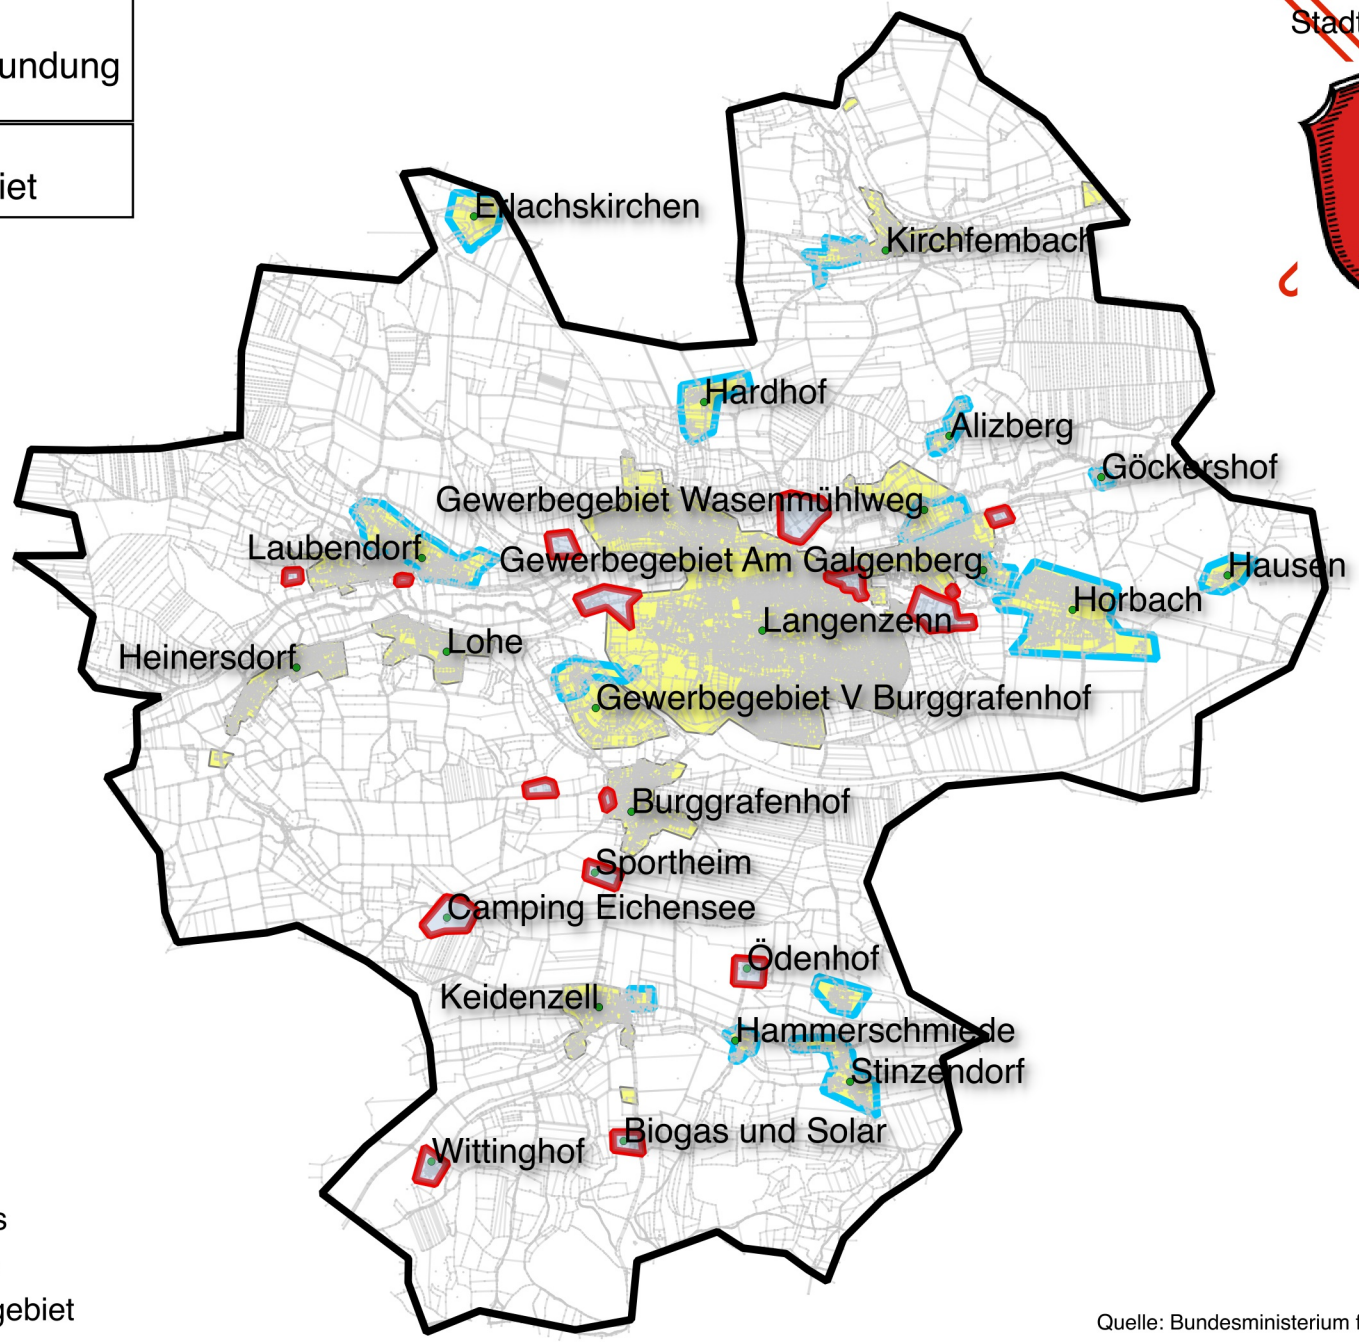 undung
Stadt
iet
Erlachskirchen
Kirchfembach
Hardhof
Alizberg
Göckershof
Gewerbegebiet Wasenmühlweg
Laubendorf
Gewerbegebiet Am Galgenberg
Hausen
Horbach
Langenzenn
Lohe
Heinersdorf
Gewerbegebiet V Burggrafenhof
Burggrafenhof
Sportheim
Camping Eichensee
Ödenhof
Keidenzell
Hammerschmiede
Stinzendorf
Biogas und Solar
Wittinghof
s
gebiet
Quelle: Bundesministerium f